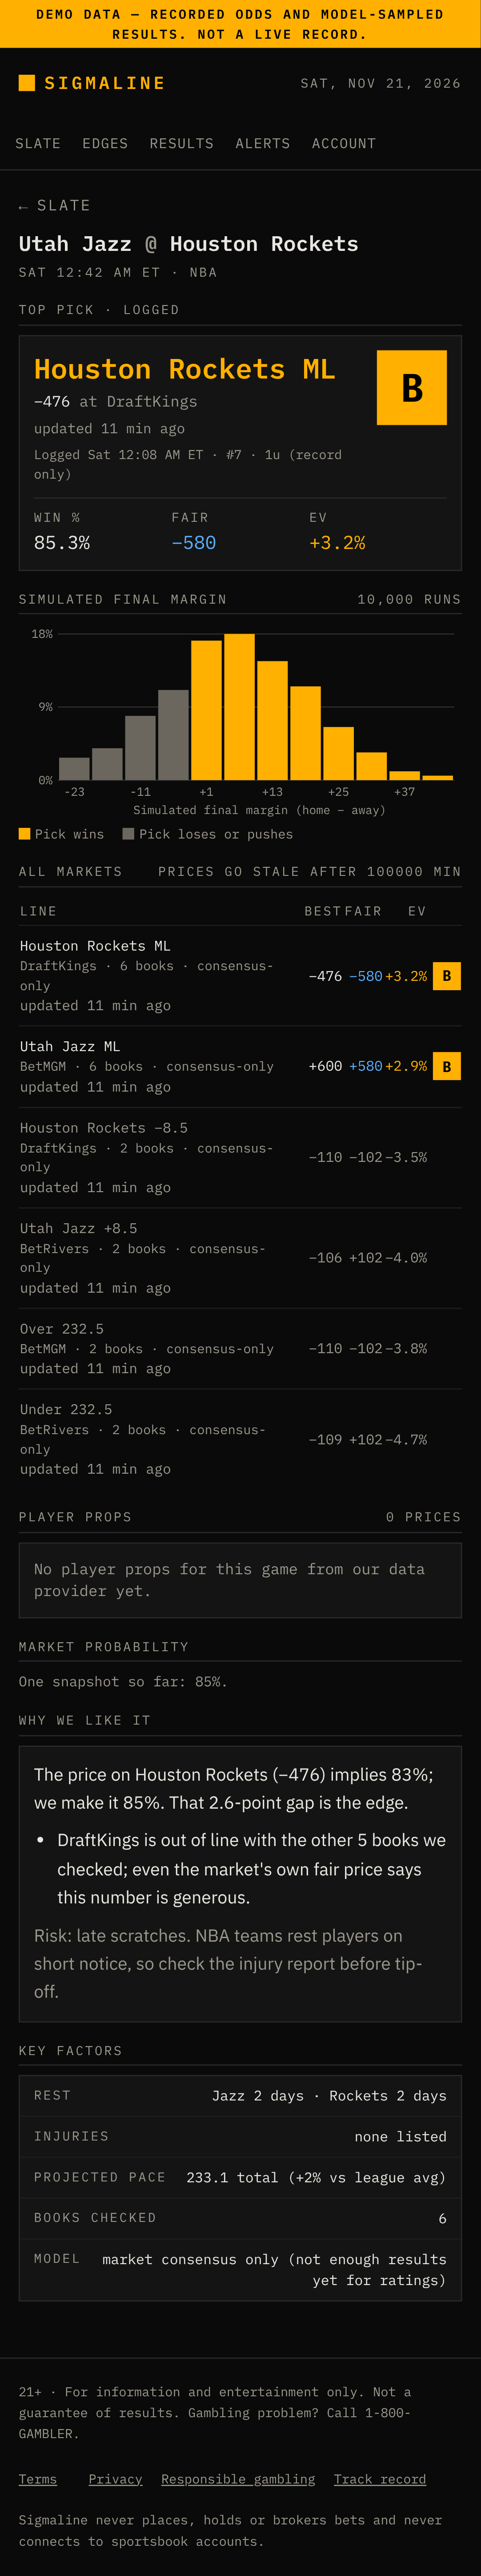 DEMO DATA — RECORDED ODDS AND MODEL-SAMPLED
RESULTS. NOT A LIVE RECORD.
SIGMALINE
SAT, NOV 21, 2026
SLATE EDGES RESULTS ALERTS ACCOUNT
← SLATE
Utah Jazz @ Houston Rockets
SAT 12:42 AM ET · NBA
TOP PICK · LOGGED
Houston Rockets ML
B
−476 at DraftKings
updated 11 min ago
Logged Sat 12:08 AM ET · #7 · 1u (record
only)
WIN % FAIR EV
85.3% −580 +3.2%
SIMULATED FINAL MARGIN 10,000 RUNS
18%
9%
0%
-23 -11 +1 +13 +25 +37
Simulated final margin (home − away)
Pick wins Pick loses or pushes
ALL MARKETS PRICES GO STALE AFTER 100000 MIN
LINE BEST FAIR EV
Houston Rockets ML
DraftKings · 6 books · consensus-
only
updated 11 min ago
−476 −580 +3.2% B
Utah Jazz ML
BetMGM · 6 books · consensus-only
updated 11 min ago
+600 +580 +2.9% B
Houston Rockets −8.5
DraftKings · 2 books · consensus-
only
updated 11 min ago
−110 −102 −3.5%
Utah Jazz +8.5
BetRivers · 2 books · consensus-
only
updated 11 min ago
−106 +102 −4.0%
Over 232.5
BetMGM · 2 books · consensus-only
updated 11 min ago
−110 −102 −3.8%
Under 232.5
BetRivers · 2 books · consensus-
only
updated 11 min ago
−109 +102 −4.7%
PLAYER PROPS 0 PRICES
No player props for this game from our data
provider yet.
MARKET PROBABILITY
One snapshot so far: 85%.
WHY WE LIKE IT
The price on Houston Rockets (−476) implies 83%;
we make it 85%. That 2.6-point gap is the edge.
• DraftKings is out of line with the other 5 books we
checked; even the market's own fair price says
this number is generous.
Risk: late scratches. NBA teams rest players on
short notice, so check the injury report before tip-
off.
KEY FACTORS
REST Jazz 2 days · Rockets 2 days
INJURIES none listed
PROJECTED PACE 233.1 total (+2% vs league avg)
BOOKS CHECKED 6
MODEL market consensus only (not enough results
yet for ratings)
21+ · For information and entertainment only. Not a
guarantee of results. Gambling problem? Call 1-800-
GAMBLER.
Terms Privacy Responsible gambling Track record
Sigmaline never places, holds or brokers bets and never
connects to sportsbook accounts.